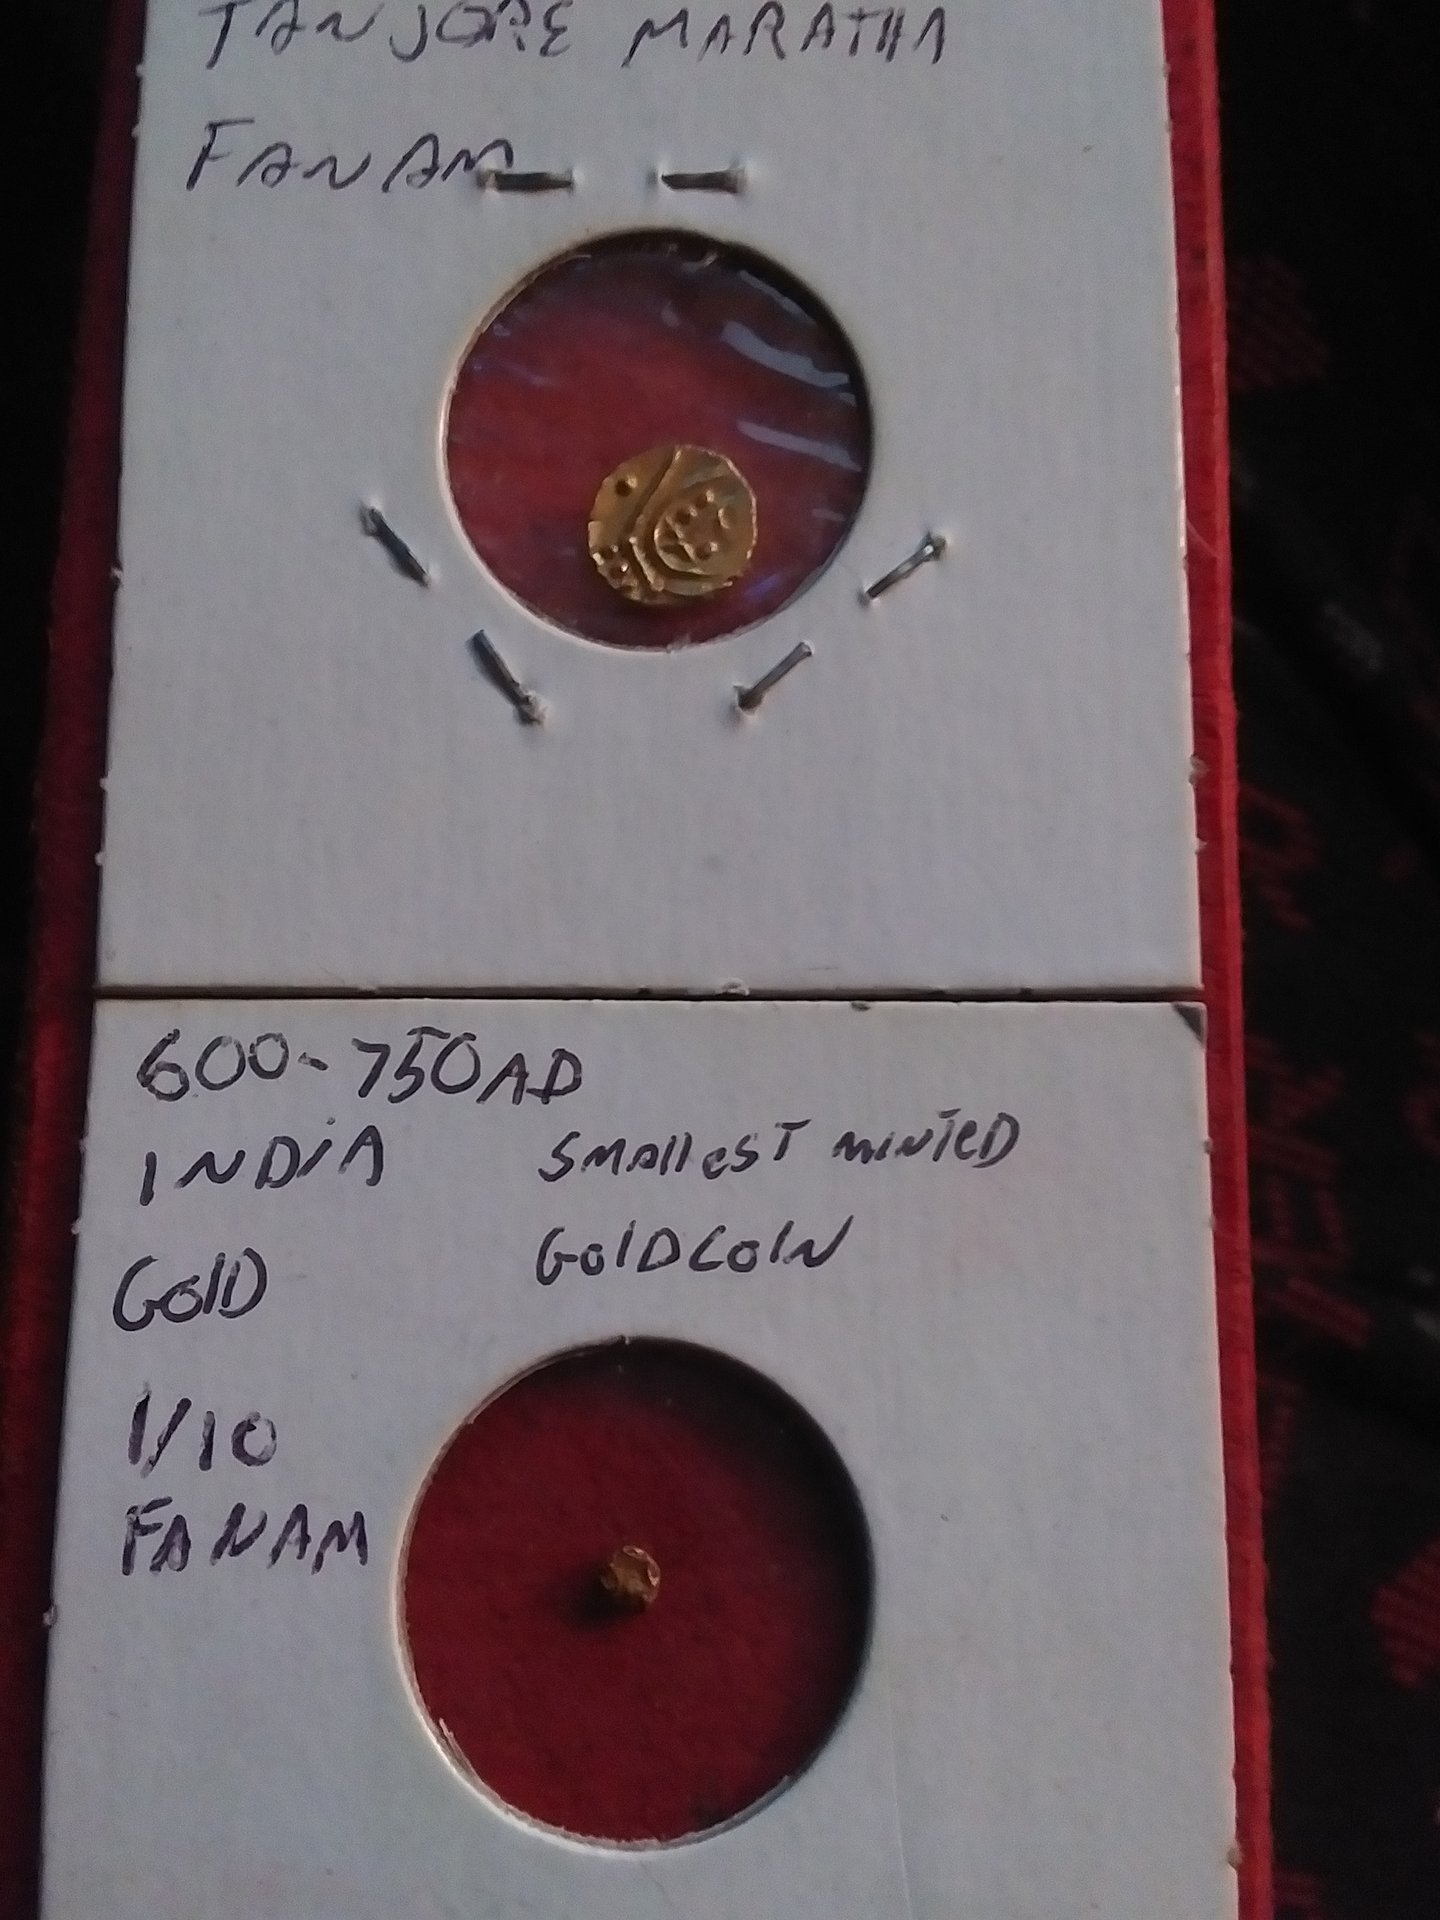 TANJORE MARATHA
FANAM
600-750AD
INDIA
SMAllEST MINTED
GOlD
GOlDCOIN
1/10
FANAM